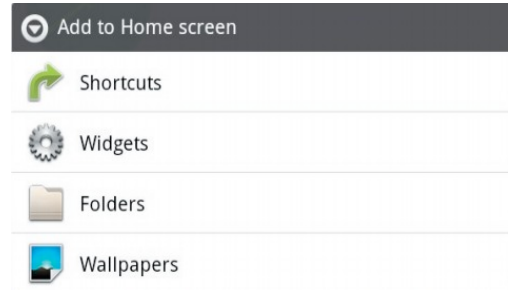 Add to Home screen
Shortcuts
Widgets
Folders
Wallpapers